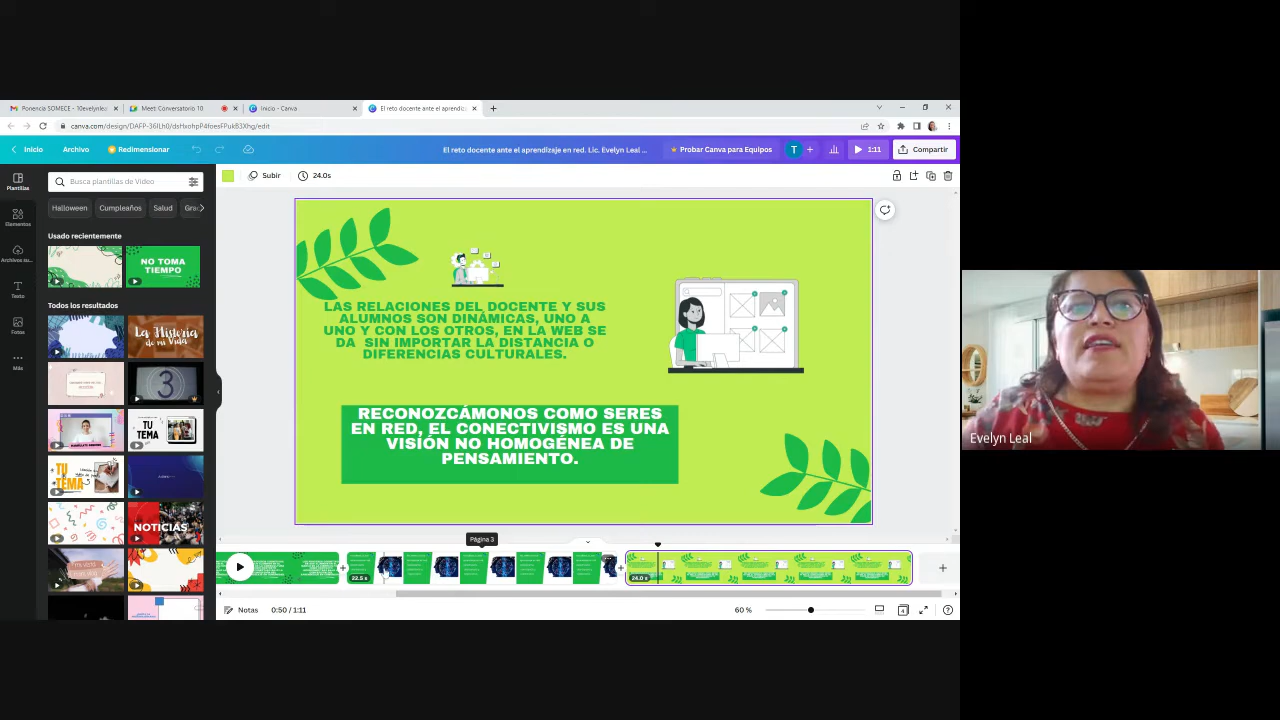 Ponencia SOMECE - 10evelynlea
Meet: Conversatorio 10
Inicio - Canva
El reto docente ante el aprendiz
canva.com/design/DAFP-36ILh0/dsHxohpP4foesFPukB3Xhg/edit
Inicio
Archivo
Redimensionar
El reto docente ante el aprendizaje en red. Lic. Evelyn Leal ...
Probar Canva para Equipos
T
1:11
Compartir
Plantillas
Busca plantillas de Video
Subir
24.0s
Halloween
Cumpleaños
Salud
Elementos
Usado recientemente
NO TOMA
TIEMPO
Archivos su...
Texto
Todos los resultados
Fotos
La Historia
de mi Vida
Más
3
TU
TEMA
TU
TEMA
NOTICIAS
LAS RELACIONES DEL DOCENTE Y SUS
ALUMNOS SON DINÁMICAS, UNO A
UNO Y CON LOS OTROS, EN LA WEB SE
DA SIN IMPORTAR LA DISTANCIA O
DIFERENCIAS CULTURALES.
RECONOZCÁMONOS COMO SERES
EN RED, EL CONECTIVISMO ES UNA
VISIÓN NO HOMOGÉNEA DE
PENSAMIENTO.
Página 3
22.5 s
24.0 s
Notas
0:50 / 1:11
60 %
4
Evelyn Leal